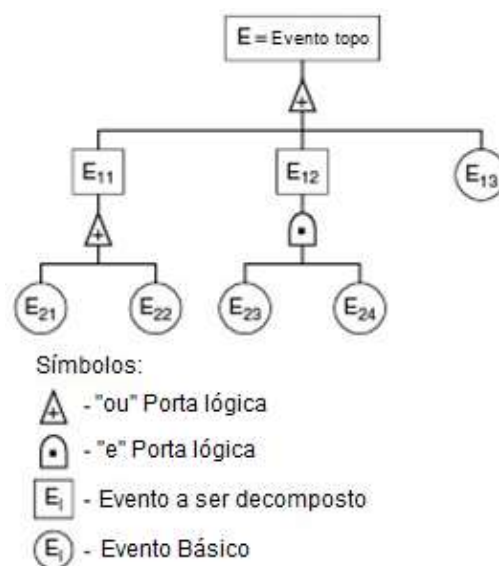 E = Evento topo
+
E11 E12 E13
+
E21 E22 E23 E24
Símbolos:
+ - "ou" Porta lógica
• - "e" Porta lógica
Ei - Evento a ser decomposto
Ei - Evento Básico